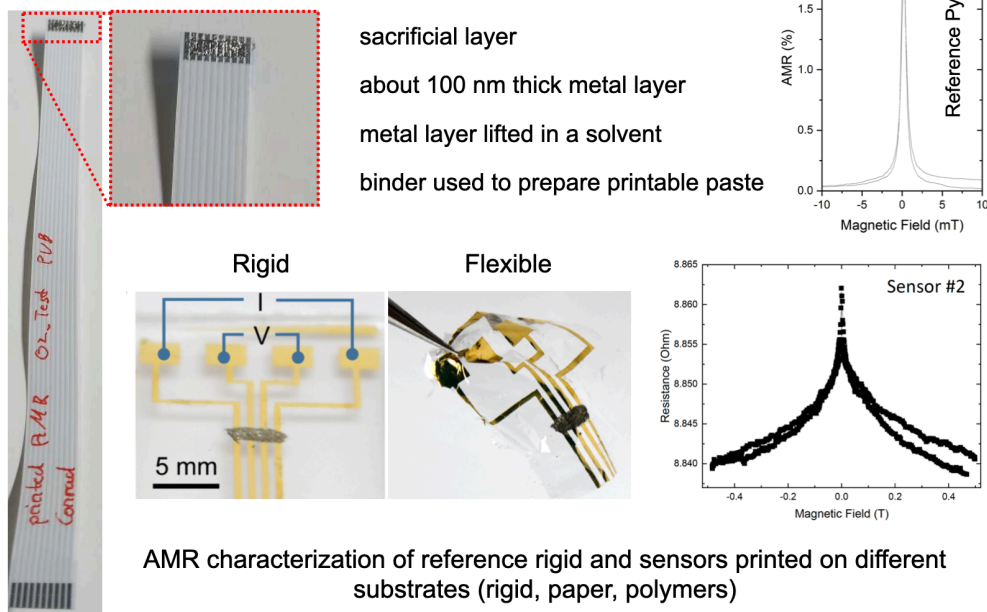 printed AMR 02_Test PVB
Conrad
sacrificial layer
about 100 nm thick metal layer
metal layer lifted in a solvent
binder used to prepare printable paste
1.5
1.0
0.5
0.0
AMR (%)
Reference Py
-10 -5 0 5 10
Magnetic Field (mT)
Rigid
Flexible
I
V
5 mm
Sensor #2
8.865
8.860
8.855
8.850
8.845
8.840
Resistance (Ohm)
-0.4 -0.2 0.0 0.2 0.4
Magnetic Field (T)
AMR characterization of reference rigid and sensors printed on different
substrates (rigid, paper, polymers)